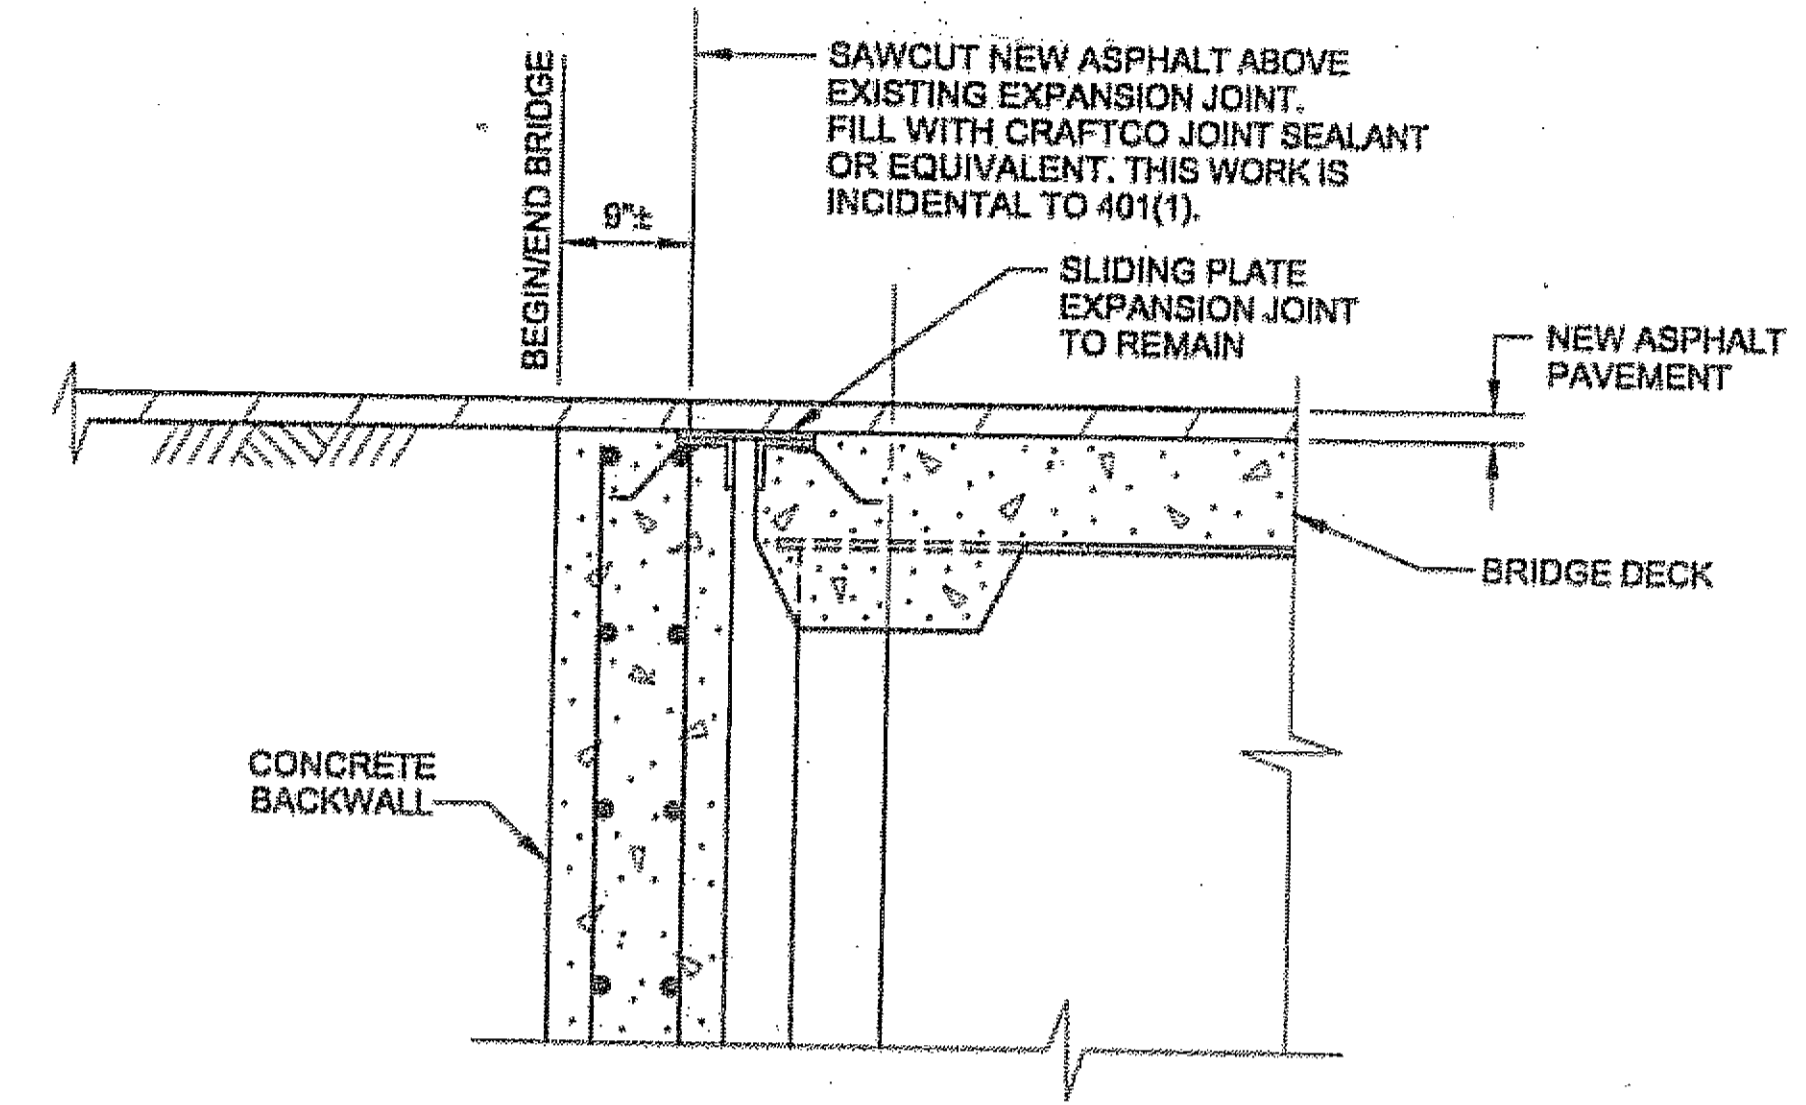 BEGIN/END BRIDGE
SAWCUT NEW ASPHALT ABOVE
EXISTING EXPANSION JOINT.
FILL WITH CRAFTCO JOINT SEALANT
OR EQUIVALENT. THIS WORK IS
INCIDENTAL TO 401(1).
9"±
SLIDING PLATE
EXPANSION JOINT
TO REMAIN
NEW ASPHALT
PAVEMENT
BRIDGE DECK
CONCRETE
BACKWALL